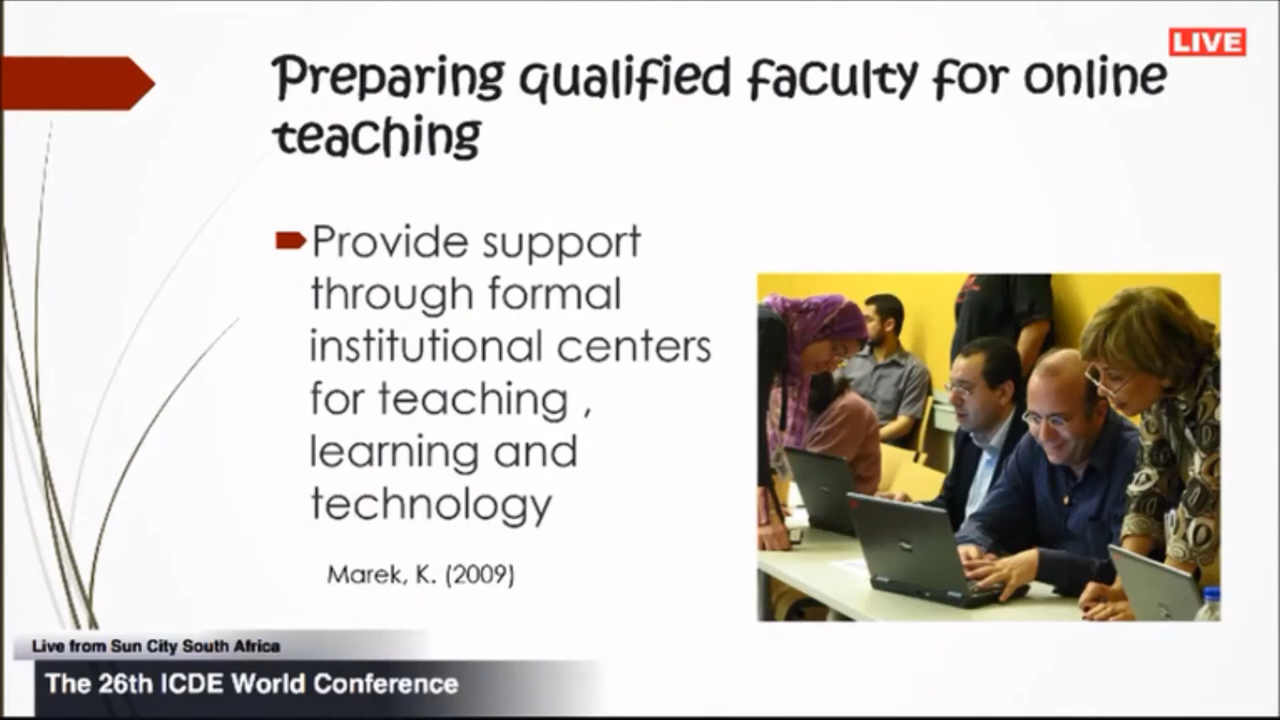 LIVE
Preparing qualified faculty for online
teaching
Provide support
through formal
institutional centers
for teaching ,
learning and
technology
Marek, K. (2009)
Live from Sun City South Africa
The 26th ICDE World Conference